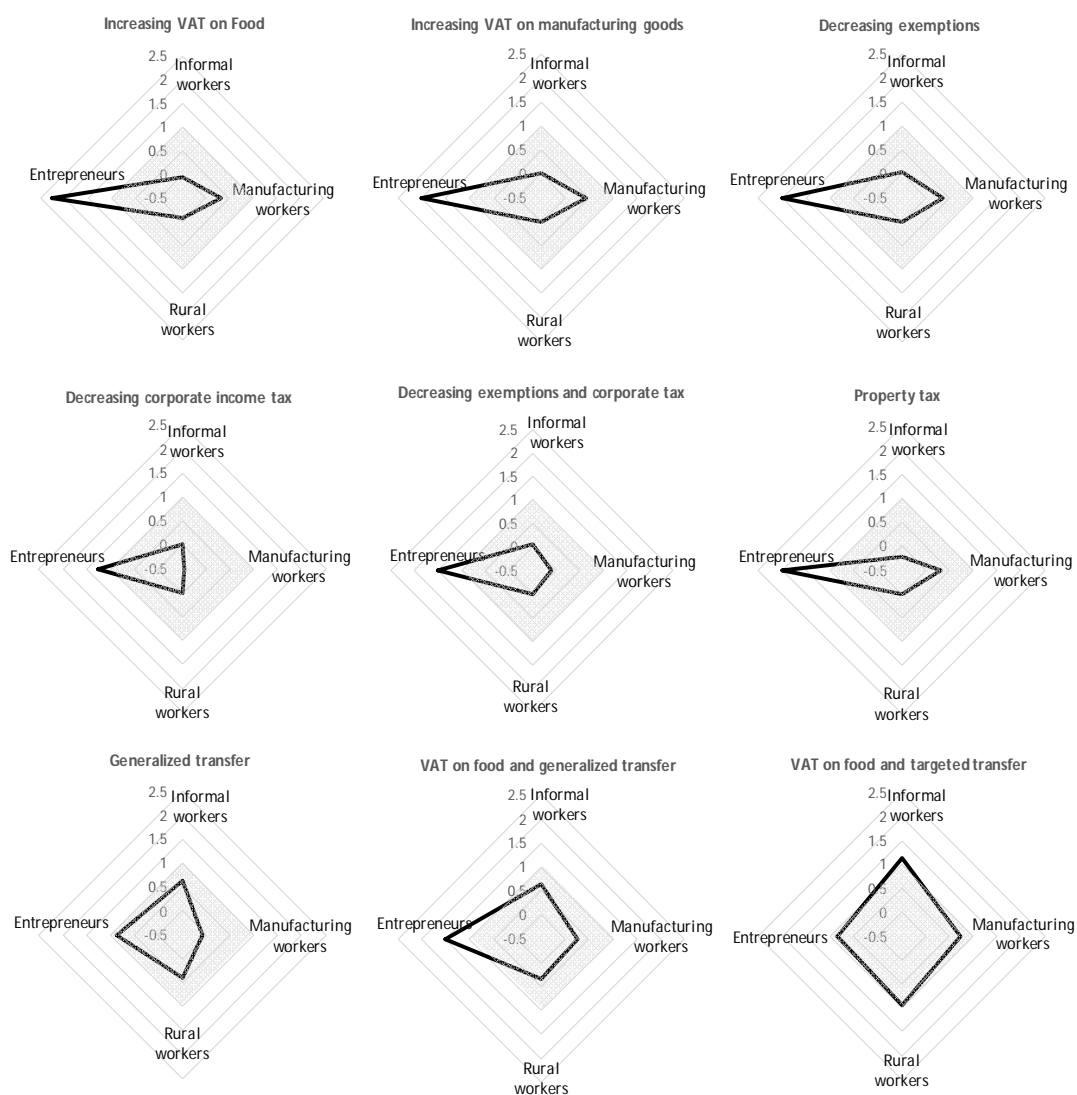 Increasing VAT on Food
2.5
2
1.5
1
0.5
0
-0.5
Informal
workers
Entrepreneurs
Manufacturing
workers
Rural
workers
Increasing VAT on manufacturing goods
2.5
2
1.5
1
0.5
0
-0.5
Informal
workers
Entrepreneurs
Manufacturing
workers
Rural
workers
Decreasing exemptions
2.5
2
1.5
1
0.5
0
-0.5
Informal
workers
Entrepreneurs
Manufacturing
workers
Rural
workers
Decreasing corporate income tax
2.5
2
1.5
1
0.5
0
-0.5
Informal
workers
Entrepreneurs
Manufacturing
workers
Rural
workers
Decreasing exemptions and corporate tax
2.5
2
1.5
1
0.5
0
-0.5
Informal
workers
Entrepreneurs
Manufacturing
workers
Rural
workers
Property tax
2.5
2
1.5
1
0.5
0
-0.5
Informal
workers
Entrepreneurs
Manufacturing
workers
Rural
workers
Generalized transfer
2.5
2
1.5
1
0.5
0
-0.5
Informal
workers
Entrepreneurs
Manufacturing
workers
Rural
workers
VAT on food and generalized transfer
2.5
2
1.5
1
0.5
0
-0.5
Informal
workers
Entrepreneurs
Manufacturing
workers
Rural
workers
VAT on food and targeted transfer
2.5
2
1.5
1
0.5
0
-0.5
Informal
workers
Entrepreneurs
Manufacturing
workers
Rural
workers